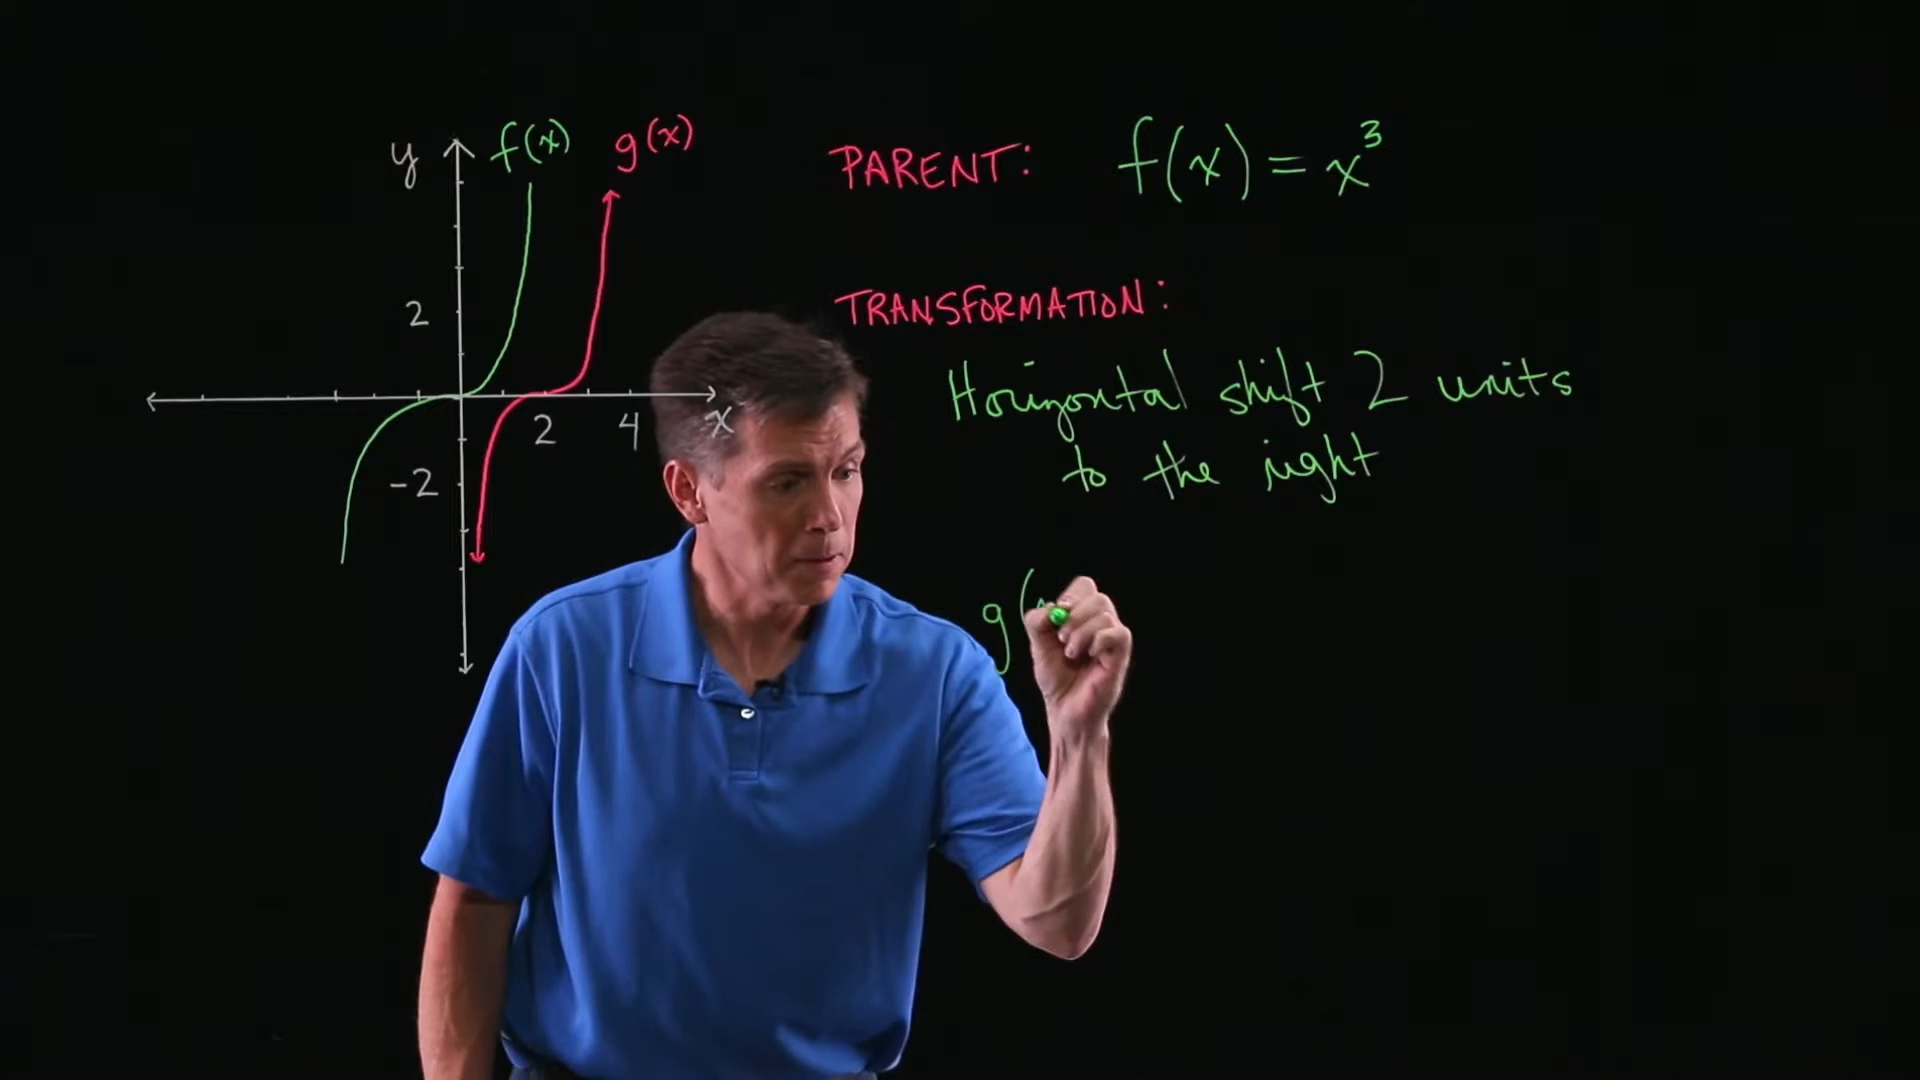 y f(x) g(x)
2
2 4 x
-2
PARENT: f(x) = x³
TRANSFORMATION:
Horizontal shift 2 units
to the right
g(